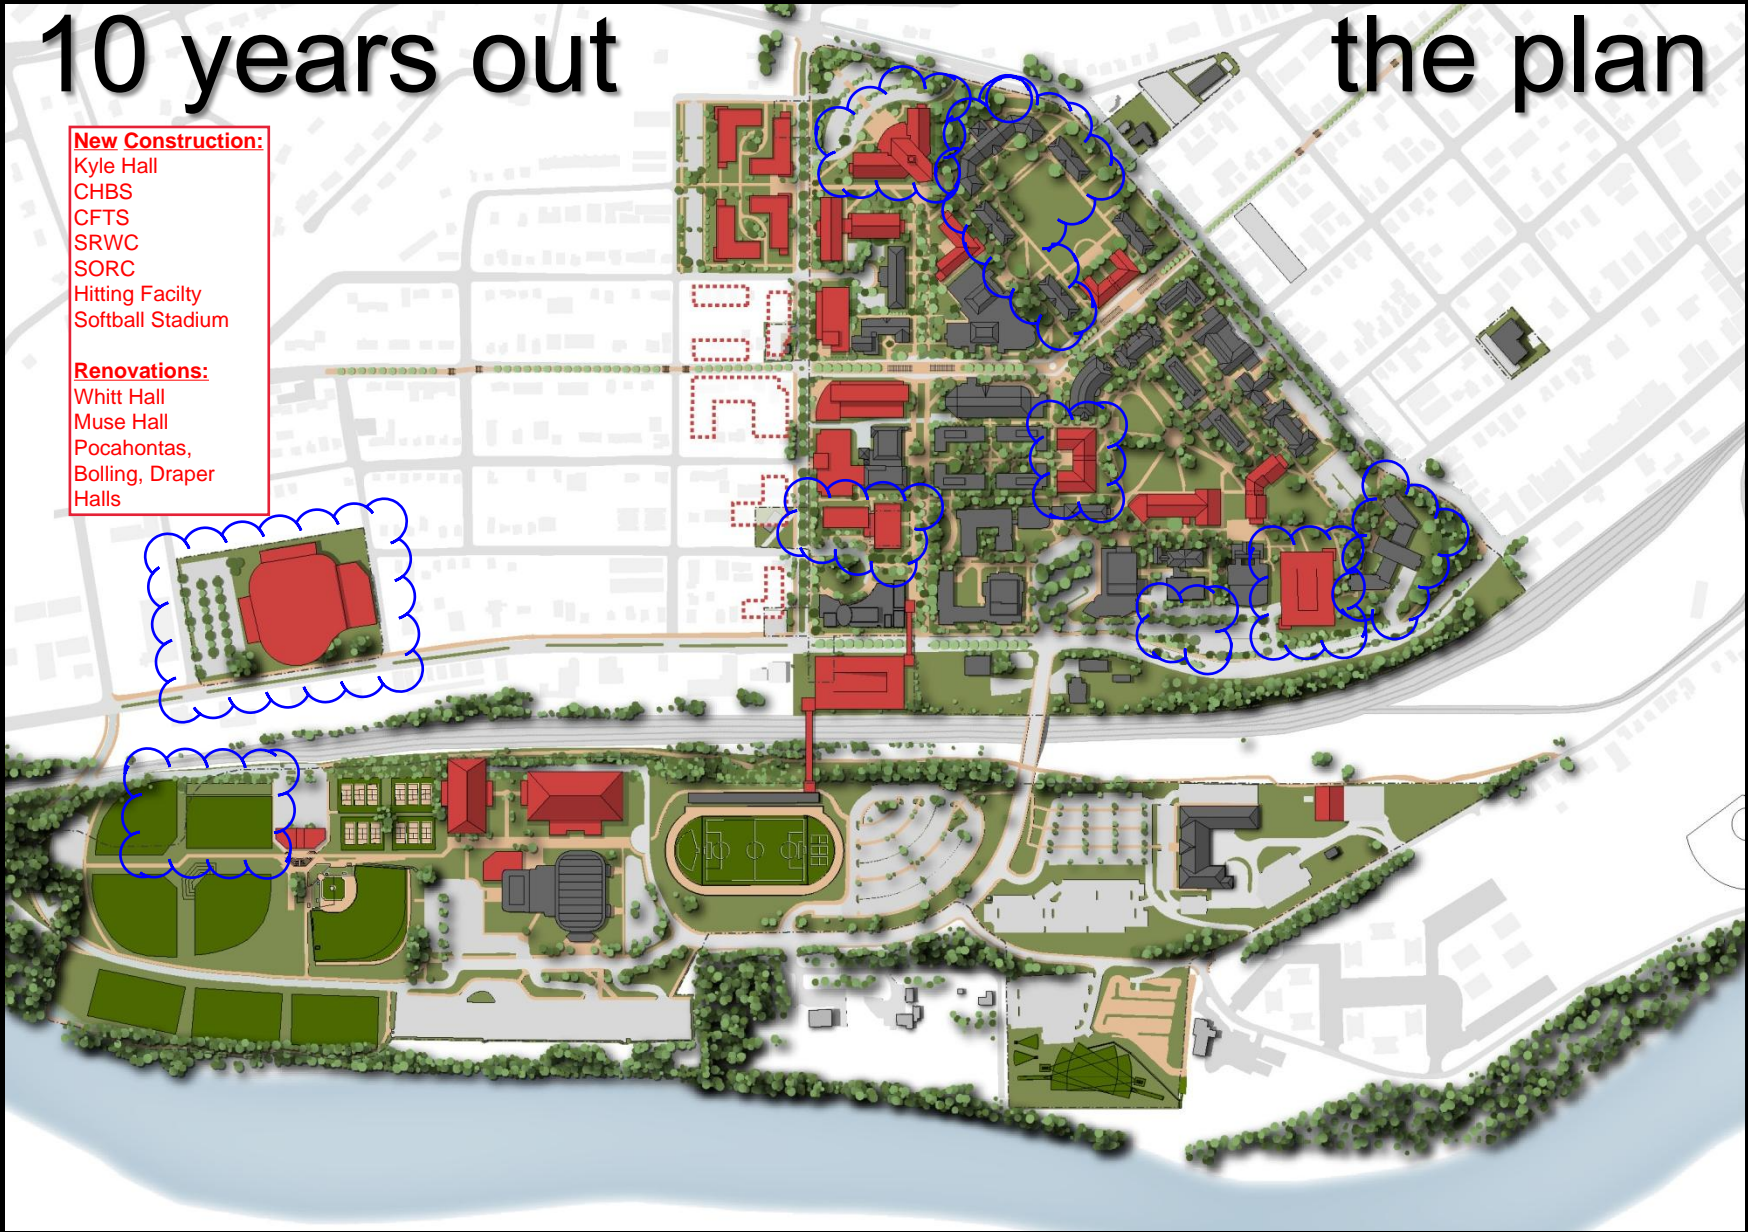 10 years out
the plan
New Construction:
Kyle Hall
CHBS
CFTS
SRWC
SORC
Hitting Facilty
Softball Stadium
Renovations:
Whitt Hall
Muse Hall
Pocahontas,
Bolling, Draper
Halls